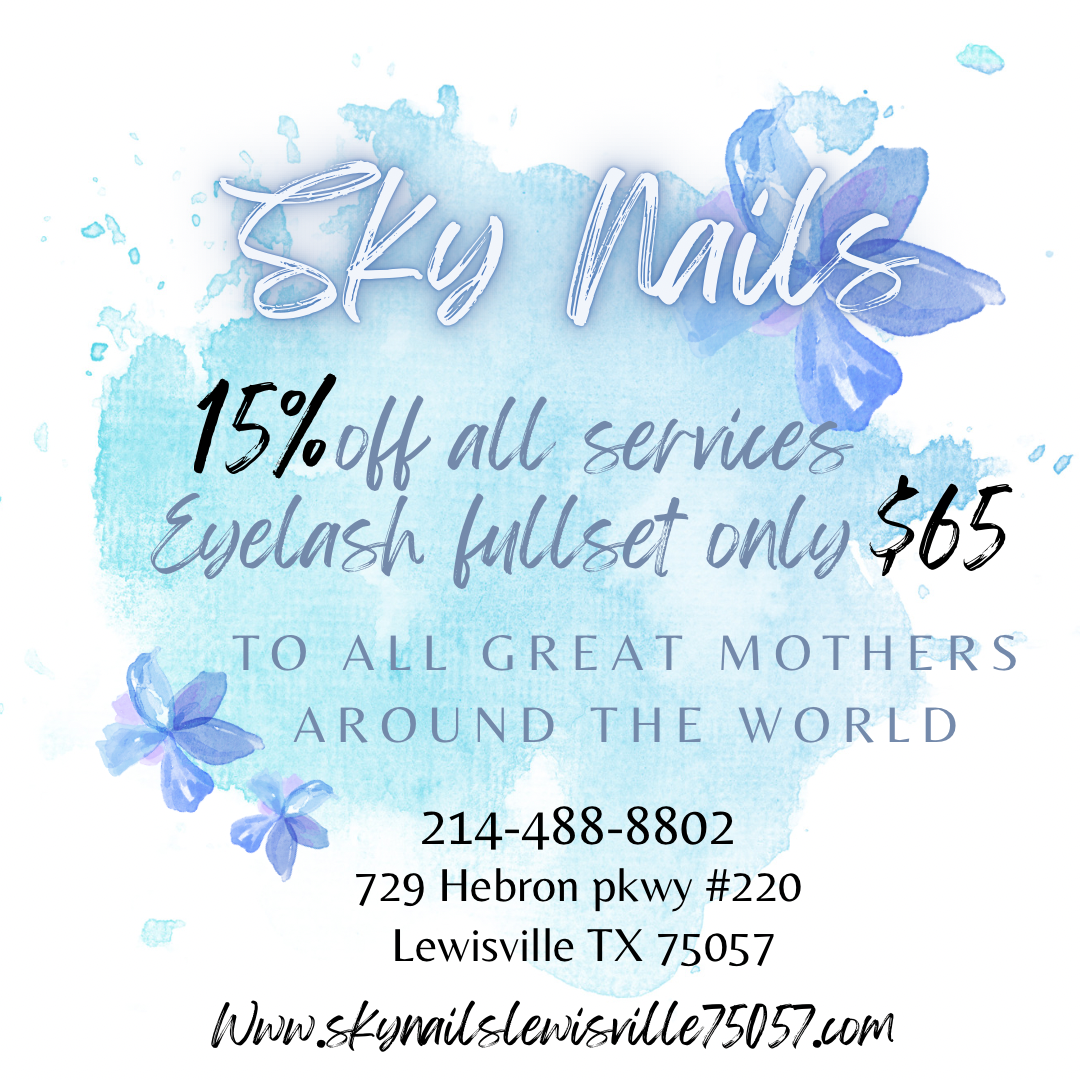 Sky Nails
15% off all services
Eyelash fullset only $65
TO ALL GREAT MOTHERS
AROUND THE WORLD
214-488-8802
729 Hebron pkwy #220
Lewisville TX 75057
Www.skynailslewisville75057.com